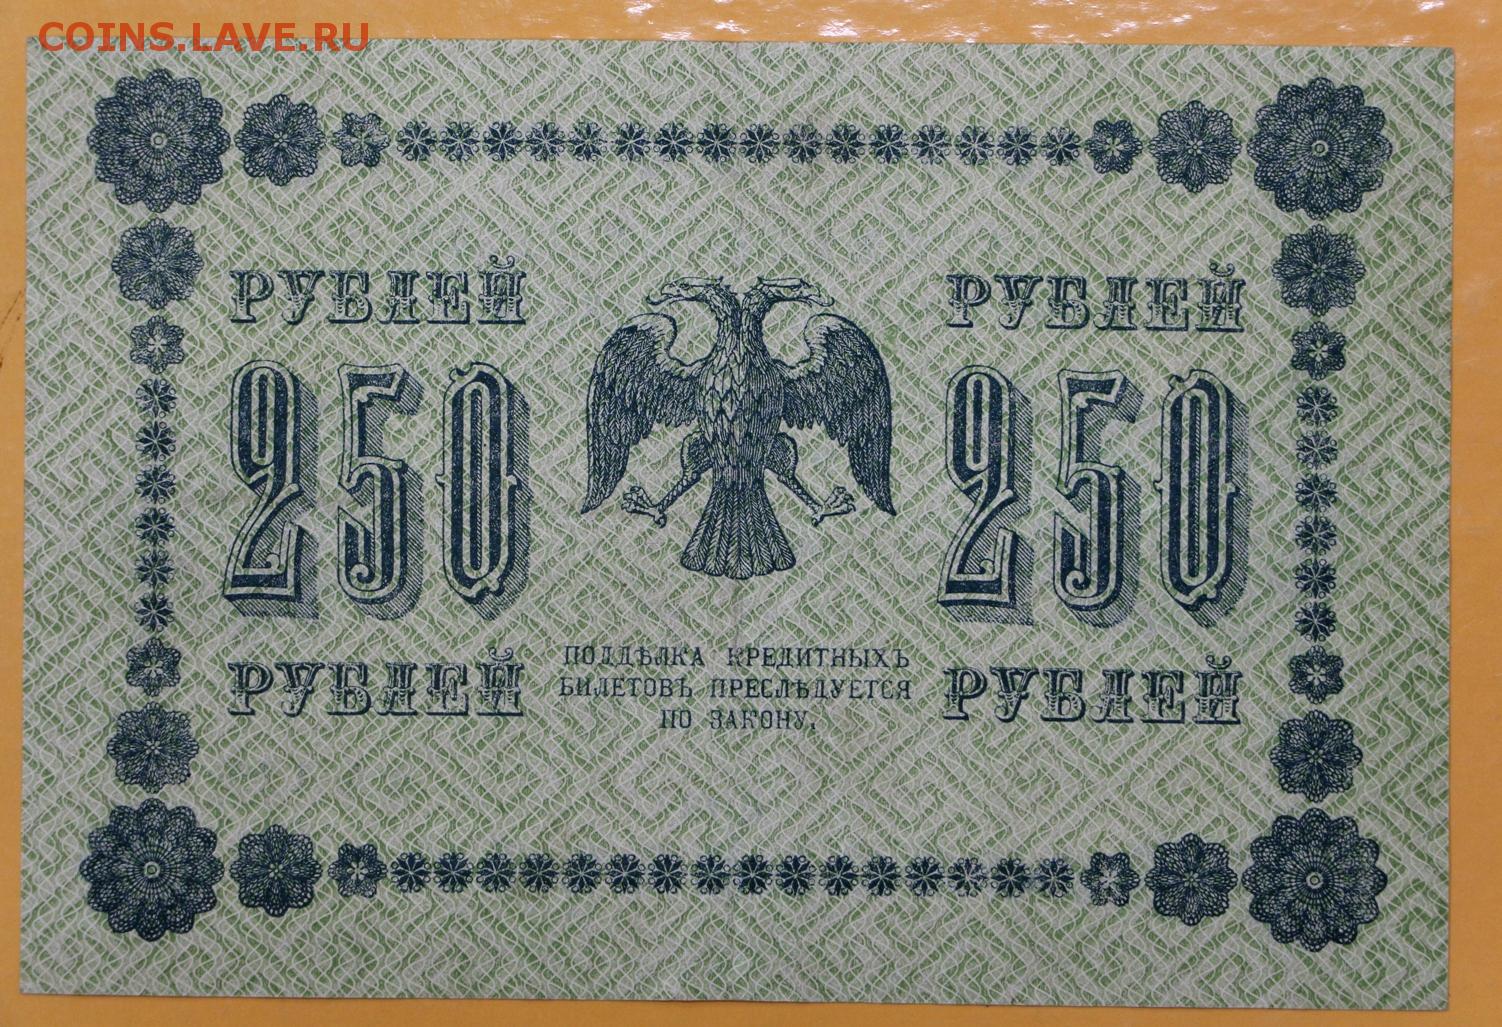 COINS.LAVE.RU
РУБЛЕЙ
250
РУБЛЕЙ
ПОДДѢЛКА КРЕДИТНЫХЪ
БИЛЕТОВЪ ПРЕСЛѢДУЕТСЯ
ПО ЗАКОНУ.
РУБЛЕЙ
250
РУБЛЕЙ